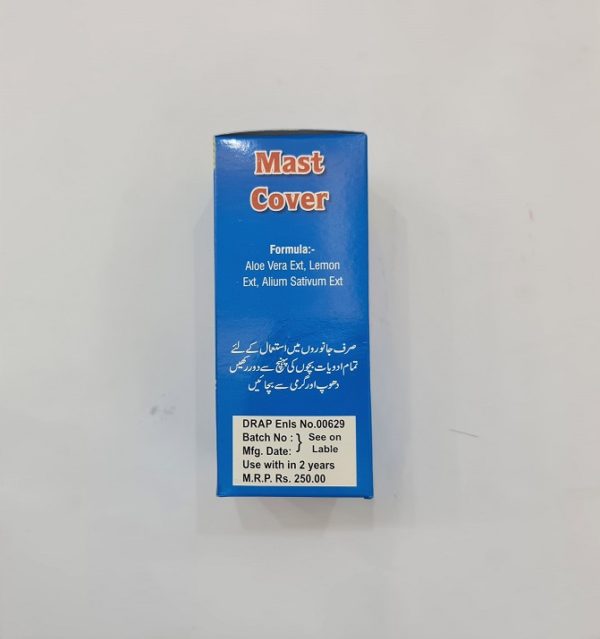 Mast
Cover
Formula:-
Aloe Vera Ext, Lemon
Ext, Alium Sativum Ext
صرف جانوروں میں استعمال کے لئے
تمام ادویات بچوں کی پہنچ سے دور رکھیں
دھوپ اور گرمی سے بچائیں
DRAP Enls No.00629
Batch No : } See on
Mfg. Date: Lable
Use with in 2 years
M.R.P. Rs. 250.00